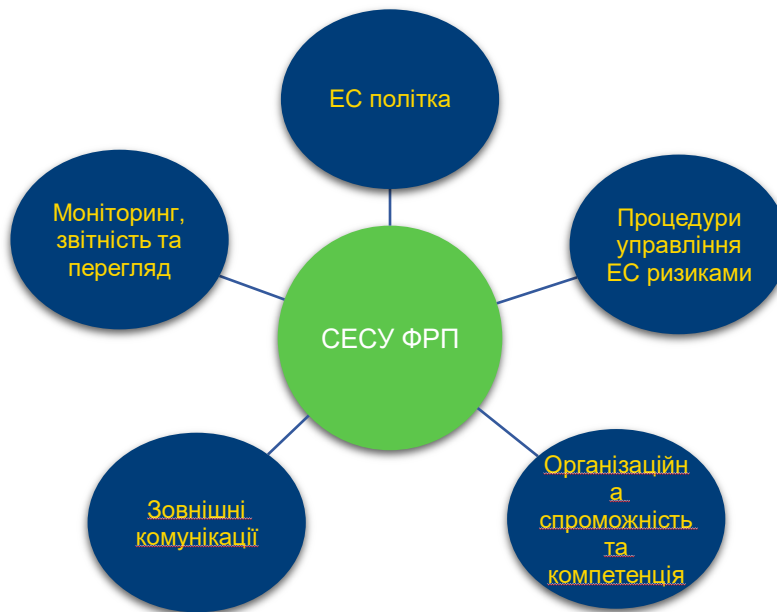 ЕС політка
Моніторинг,
звітність та
перегляд
Процедури
управління
ЕС ризиками
СЕСУ ФРП
Зовнішні
комунікації
Організаційн
а
спроможність
та
компетенція